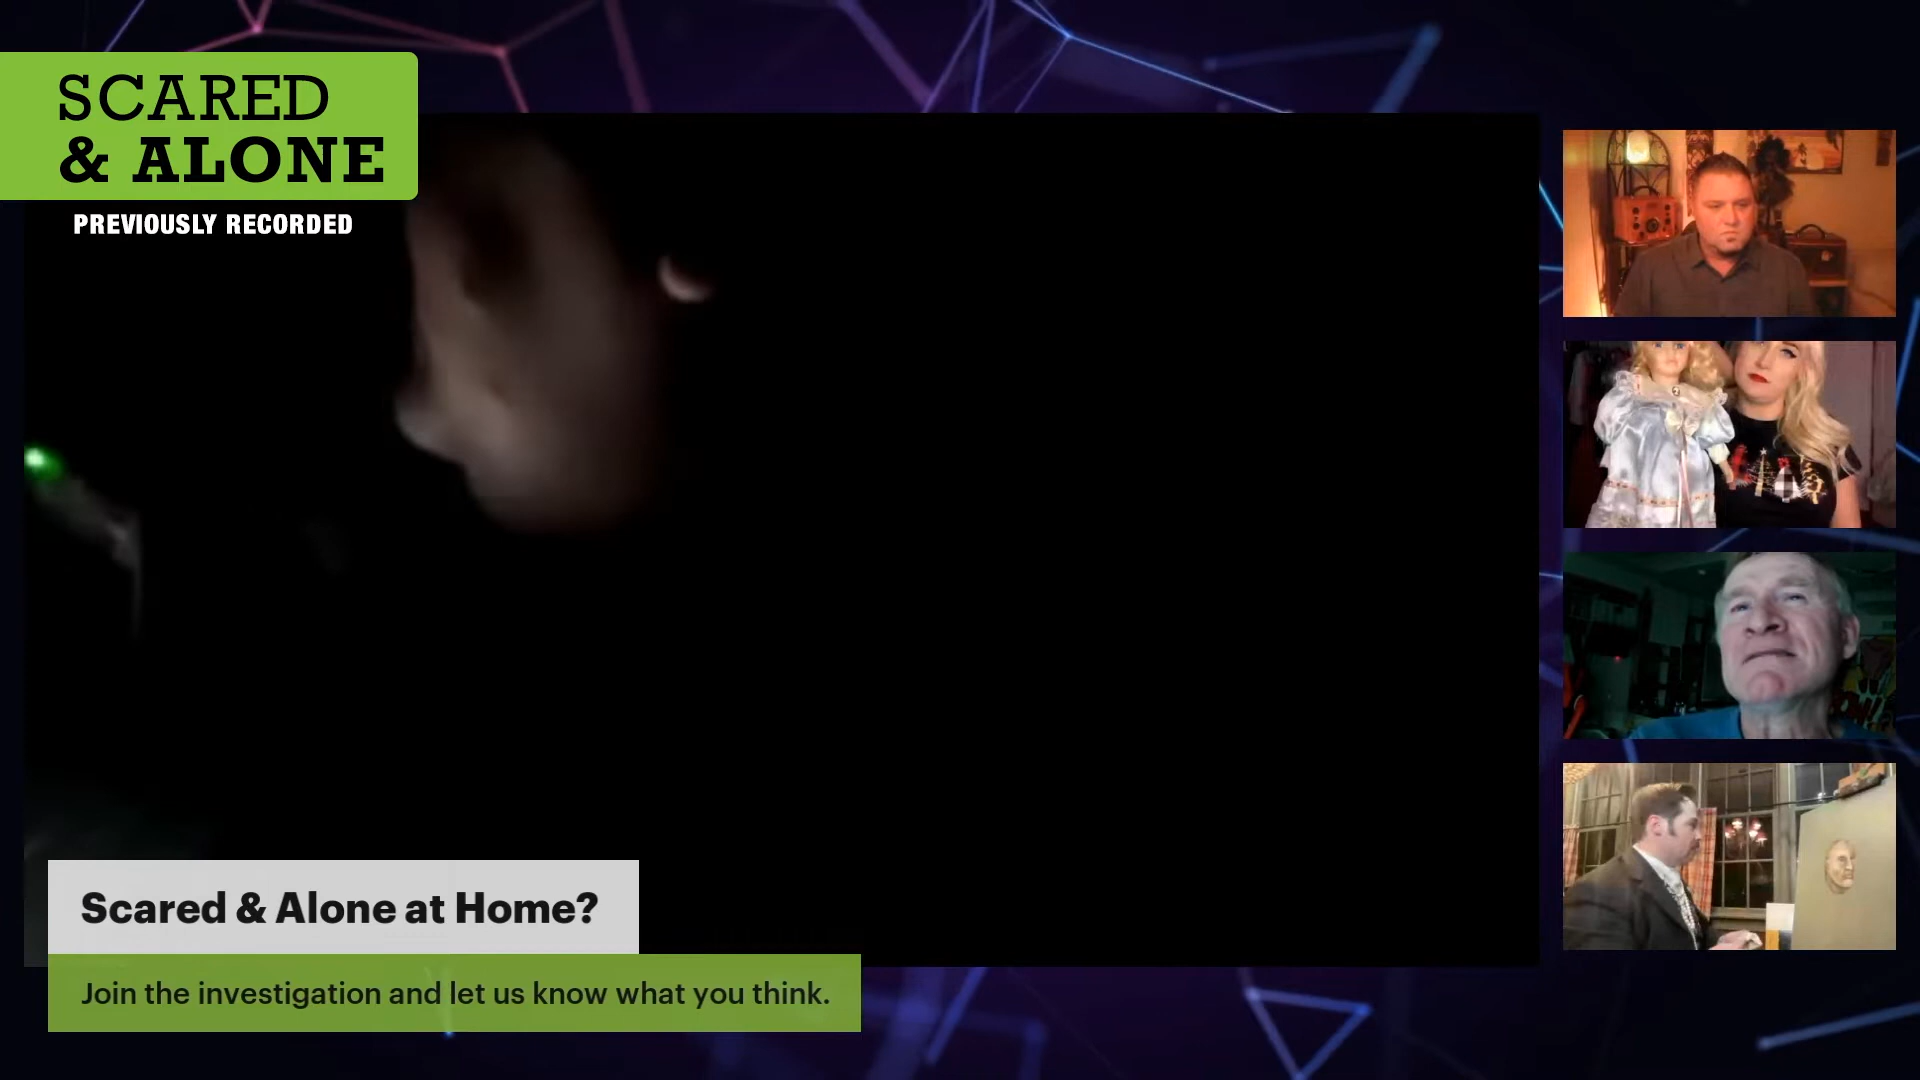 SCARED
& ALONE
PREVIOUSLY RECORDED
Scared & Alone at Home?
Join the investigation and let us know what you think.